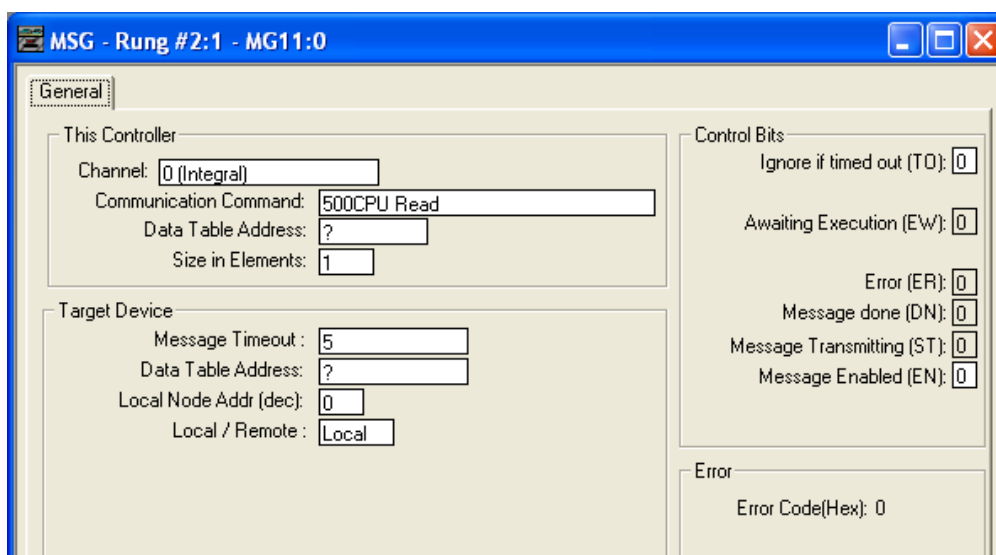 MSG - Rung #2:1 - MG11:0
General
This Controller
Channel: 0 (Integral)
Communication Command: 500CPU Read
Data Table Address: ?
Size in Elements: 1
Target Device
Message Timeout : 5
Data Table Address: ?
Local Node Addr (dec): 0
Local / Remote : Local
Control Bits
Ignore if timed out (TO): 0
Awaiting Execution (EW): 0
Error (ER): 0
Message done (DN): 0
Message Transmitting (ST): 0
Message Enabled (EN): 0
Error
Error Code(Hex): 0